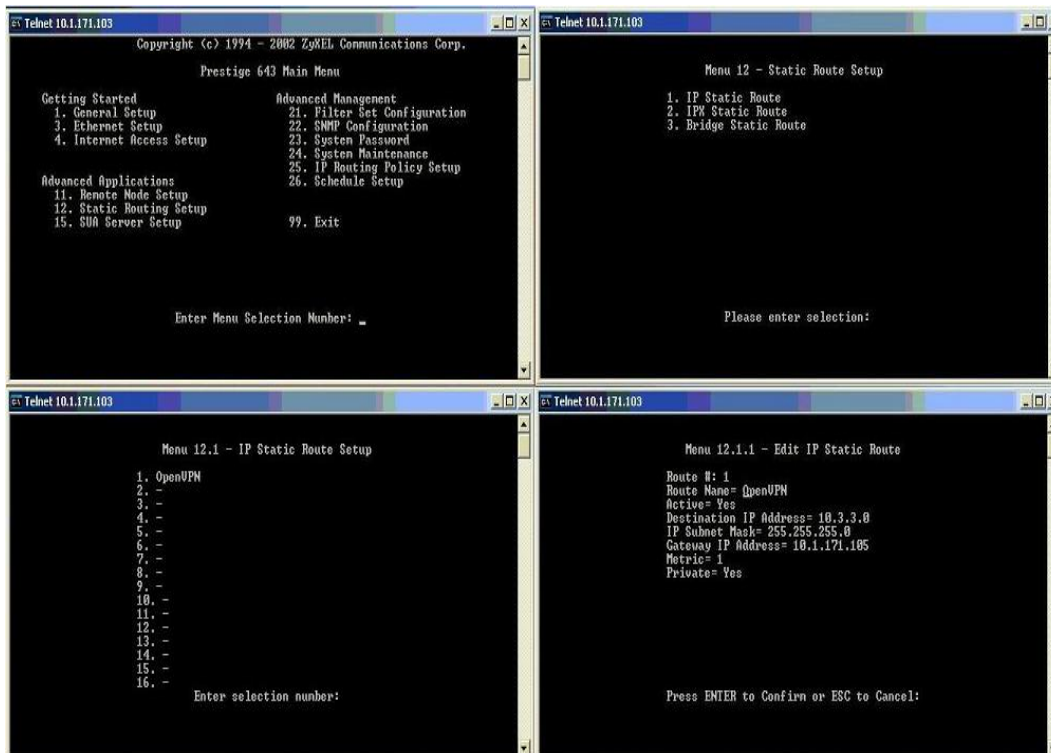 Telnet 10.1.171.103
Copyright (c) 1994 - 2002 ZyXEL Communications Corp.
Prestige 643 Main Menu
Getting Started
1. General Setup
3. Ethernet Setup
4. Internet Access Setup
Advanced Applications
11. Remote Node Setup
12. Static Routing Setup
15. SUA Server Setup
Advanced Management
21. Filter Set Configuration
22. SNMP Configuration
23. System Password
24. System Maintenance
25. IP Routing Policy Setup
26. Schedule Setup
99. Exit
Enter Menu Selection Number: _
Telnet 10.1.171.103
Menu 12 - Static Route Setup
1. IP Static Route
2. IPX Static Route
3. Bridge Static Route
Please enter selection:
Telnet 10.1.171.103
Menu 12.1 - IP Static Route Setup
1. OpenVPN
2. -
3. -
4. -
5. -
6. -
7. -
8. -
9. -
10. -
11. -
12. -
13. -
14. -
15. -
16. -
Enter selection number:
Telnet 10.1.171.103
Menu 12.1.1 - Edit IP Static Route
Route #: 1
Route Name= OpenVPN
Active= Yes
Destination IP Address= 10.3.3.0
IP Subnet Mask= 255.255.255.0
Gateway IP Address= 10.1.171.105
Metric= 1
Private= Yes
Press ENTER to Confirm or ESC to Cancel: